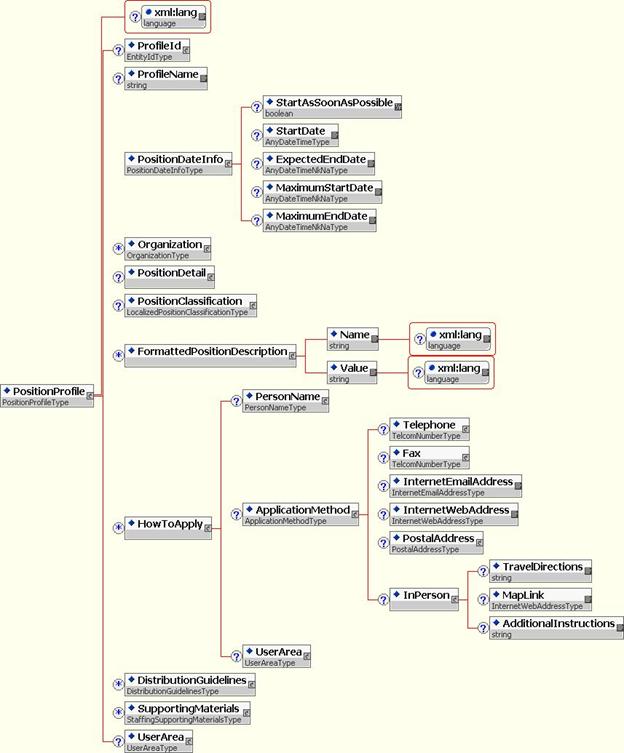 xml:lang
language
ProfileId
EntityIdType
ProfileName
string
PositionDateInfo
PositionDateInfoType
StartAsSoonAsPossible
boolean
StartDate
AnyDateTimeType
ExpectedEndDate
AnyDateTimeNkNaType
MaximumStartDate
AnyDateTimeNkNaType
MaximumEndDate
AnyDateTimeNkNaType
Organization
OrganizationType
PositionDetail
PositionClassification
LocalizedPositionClassificationType
FormattedPositionDescription
Name
string
xml:lang
language
Value
string
xml:lang
language
PositionProfile
PositionProfileType
HowToApply
PersonName
PersonNameType
ApplicationMethod
ApplicationMethodType
Telephone
TelcomNumberType
Fax
TelcomNumberType
InternetEmailAddress
InternetEmailAddressType
InternetWebAddress
InternetWebAddressType
PostalAddress
PostalAddressType
InPerson
TravelDirections
string
MapLink
InternetWebAddressType
AdditionalInstructions
string
UserArea
UserAreaType
DistributionGuidelines
DistributionGuidelinesType
SupportingMaterials
StaffingSupportingMaterialsType
UserArea
UserAreaType